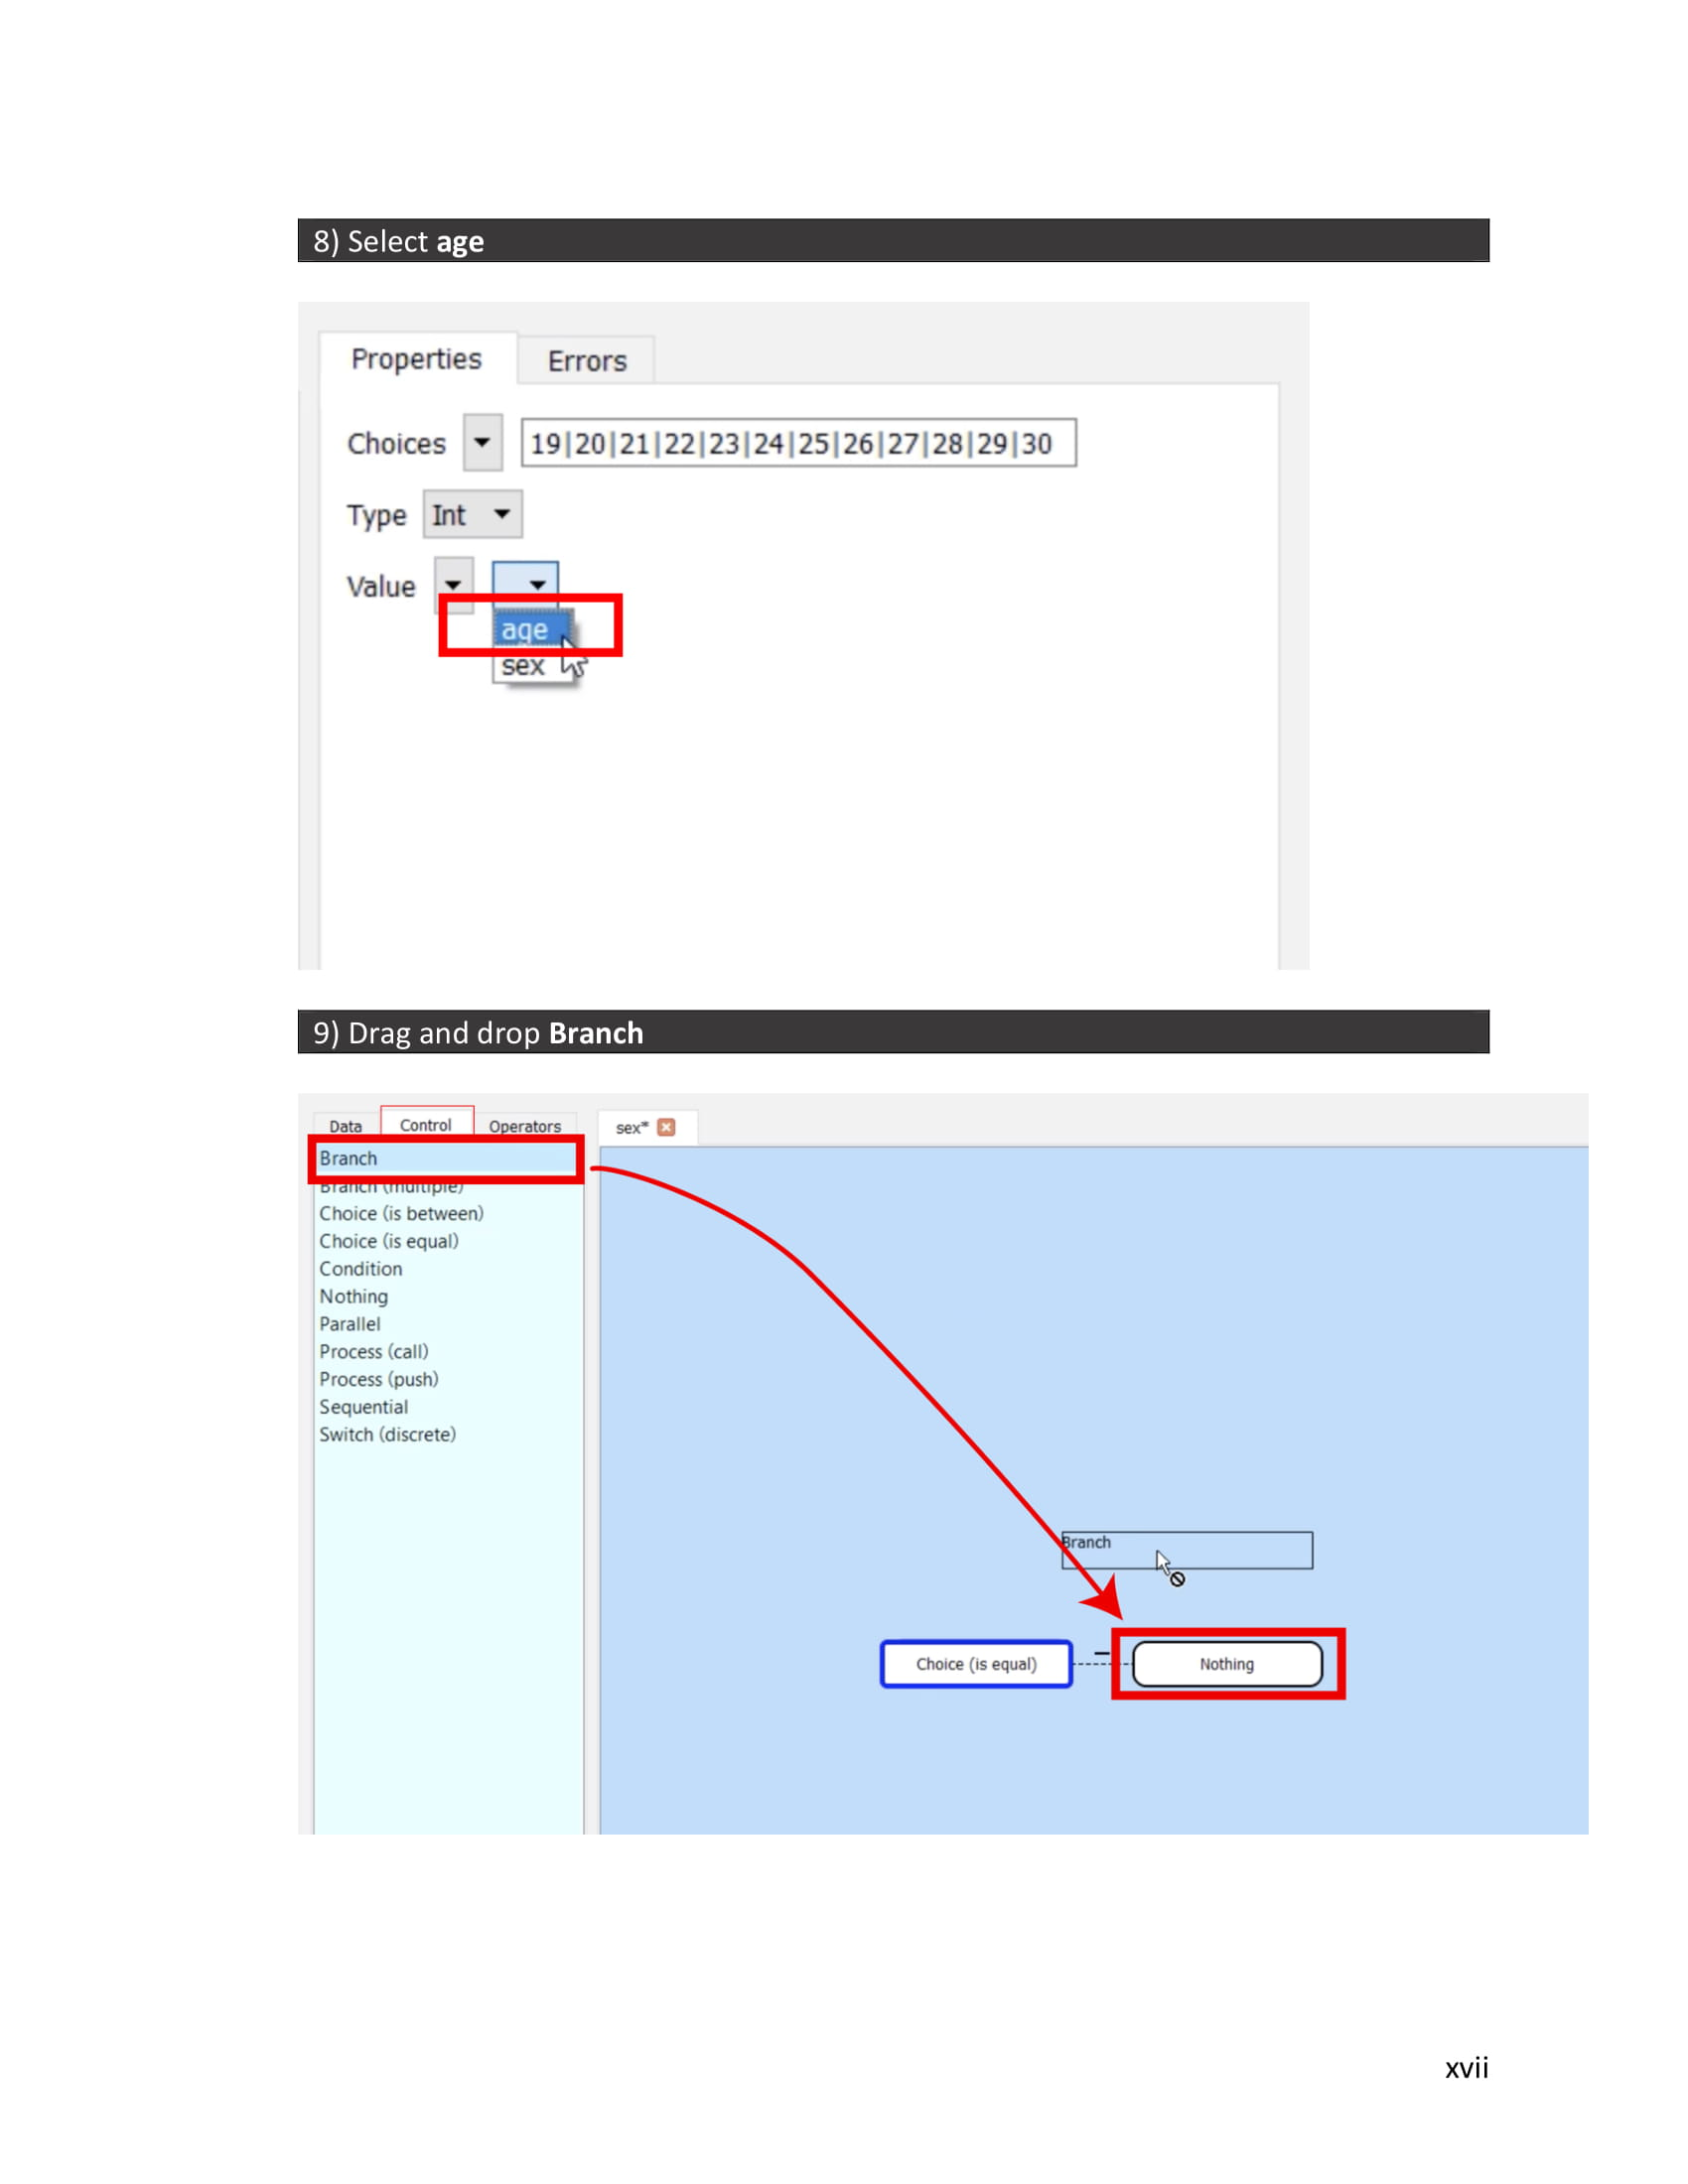 8) Select age
Properties Errors
Choices 19|20|21|22|23|24|25|26|27|28|29|30
Type Int
Value
age
sex
9) Drag and drop Branch
Data Control Operators sex*
Branch
Branch (multiple)
Choice (is between)
Choice (is equal)
Condition
Nothing
Parallel
Process (call)
Process (push)
Sequential
Switch (discrete)
Branch
Choice (is equal) Nothing
xvii